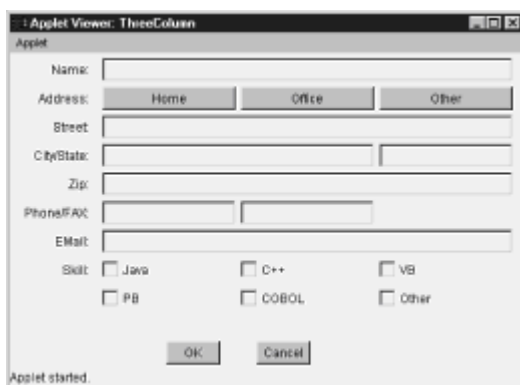 Applet Viewer: ThreeColumn
Applet
Name:
Address: Home Office Other
Street:
City/State:
Zip:
Phone/FAX:
EMail:
Skill: Java C++ VB
PB COBOL Other
OK Cancel
Applet started.